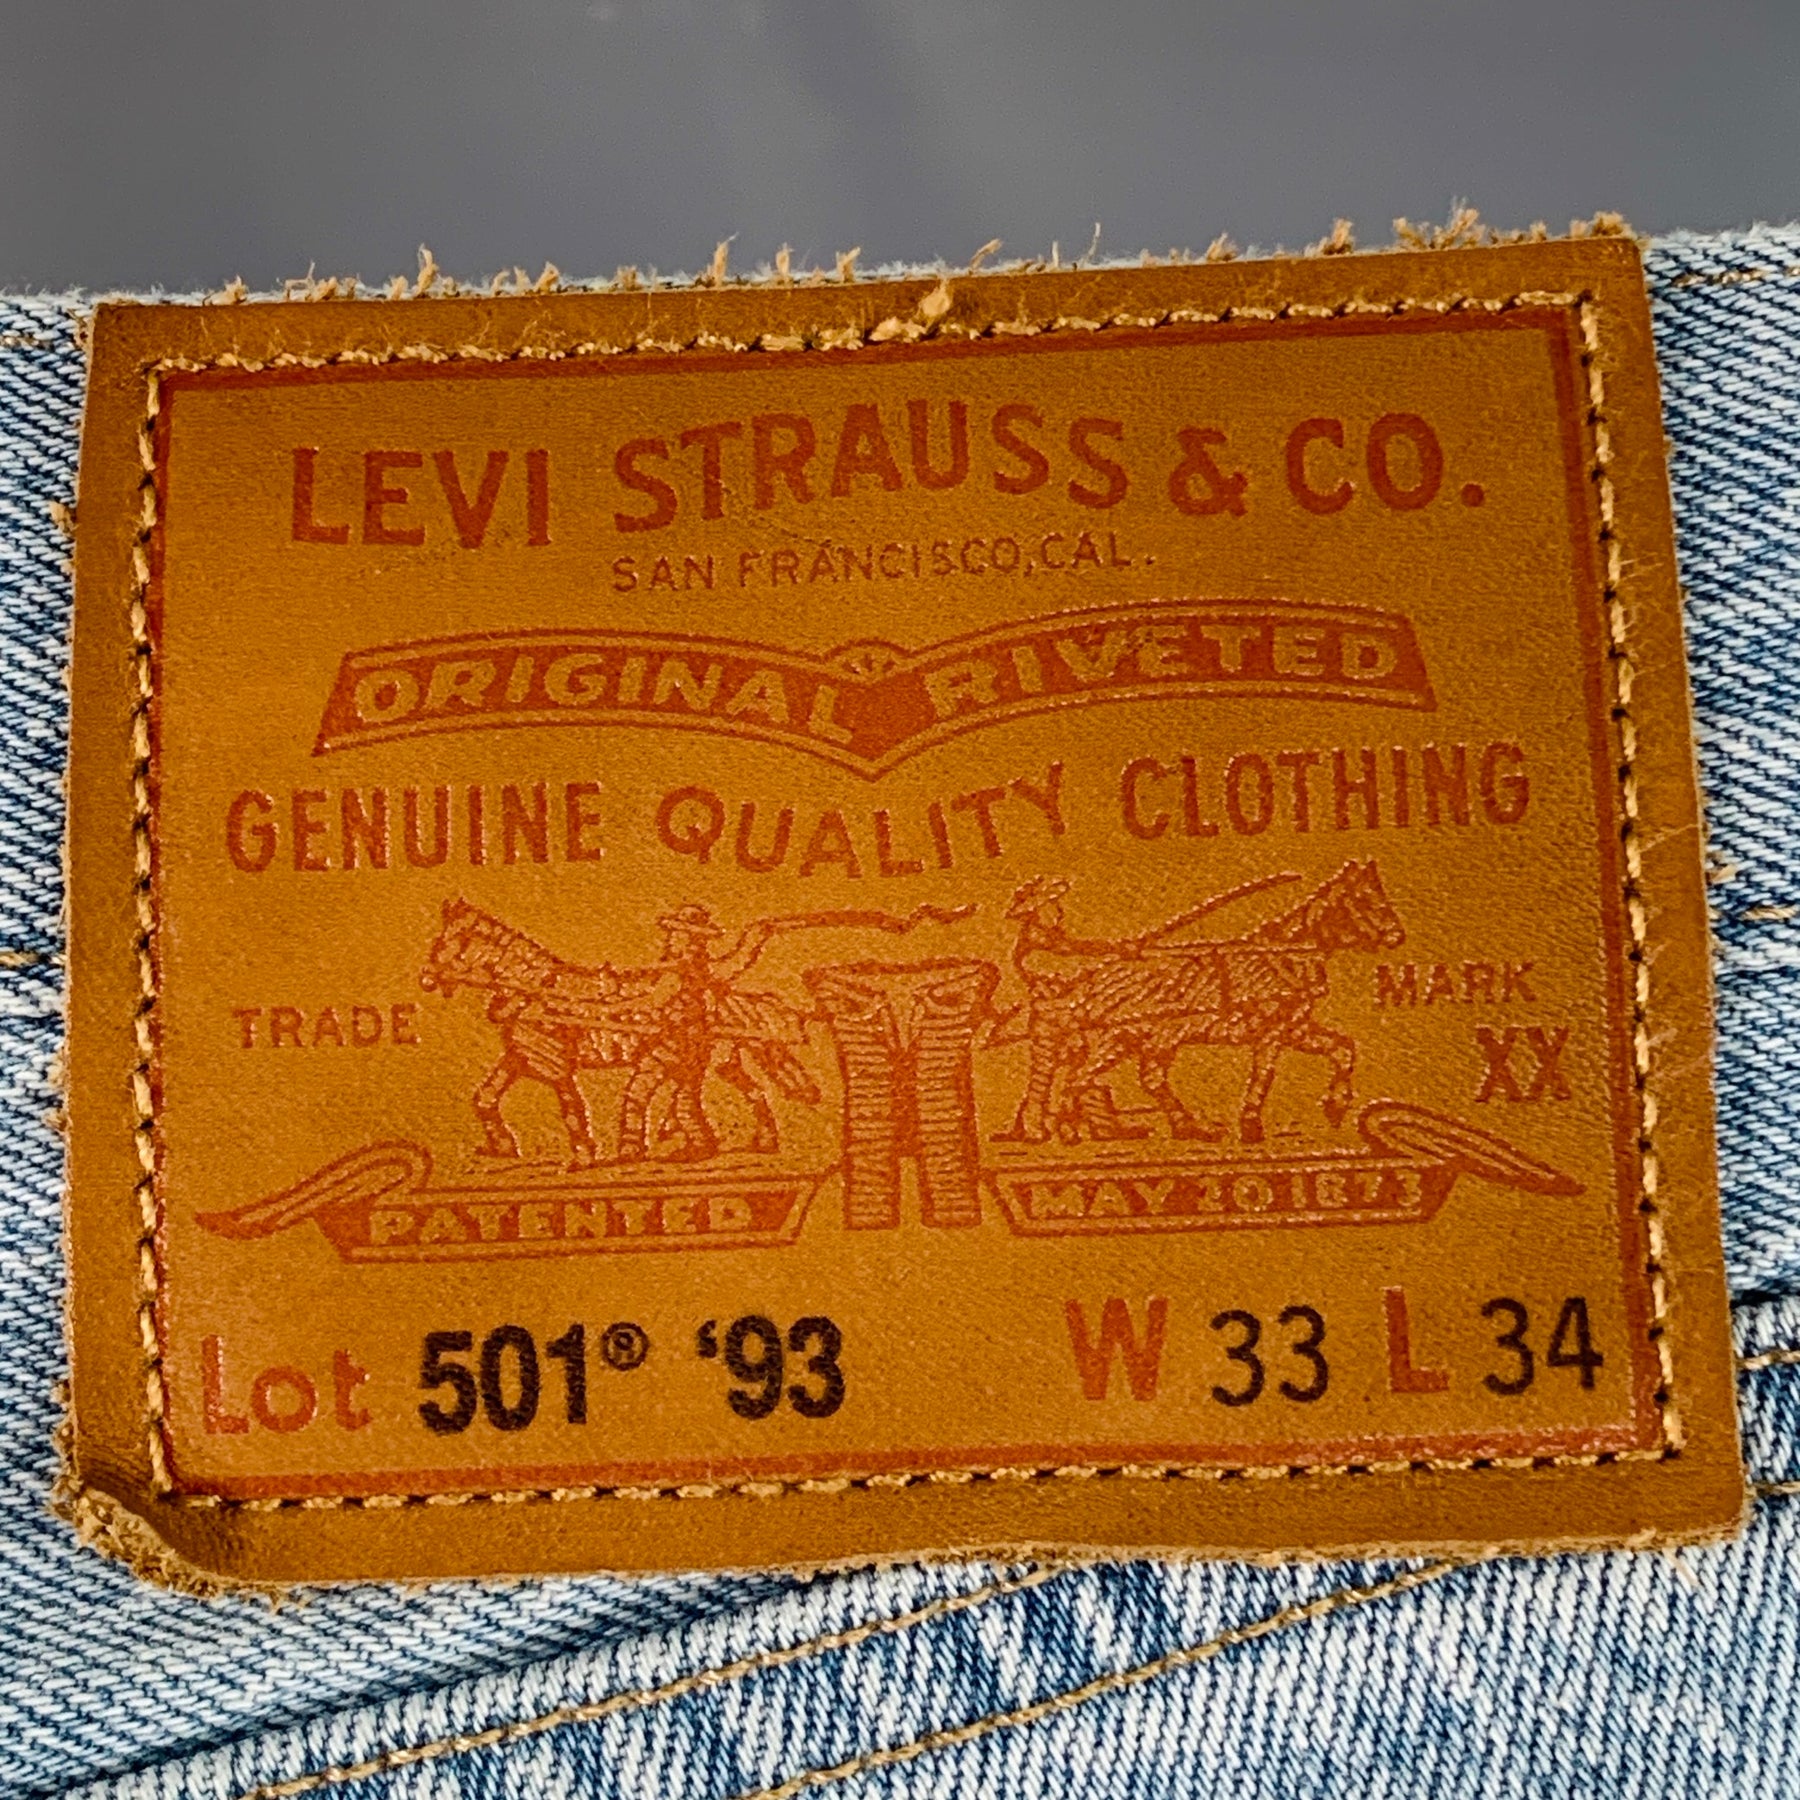 LEVI STRAUSS & CO.
SAN FRANCISCO, CAL.
ORIGINAL RIVETED
GENUINE QUALITY CLOTHING
TRADE MARK
XX
PATENTED MAY 20 1873
Lot 501® '93 W 33 L 34